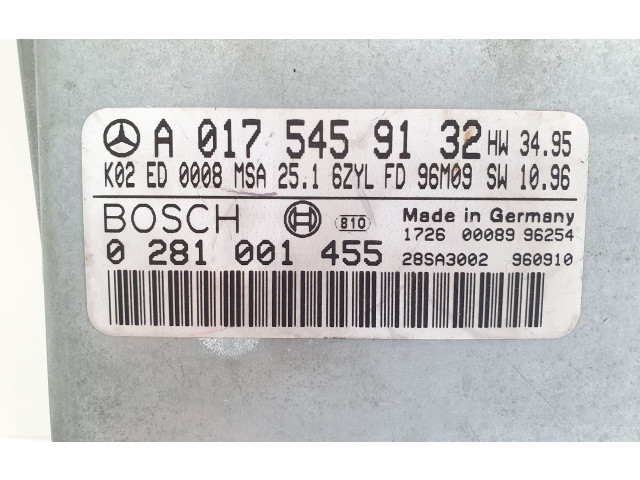 A 017 545 91 32 HW 34.95
K02 ED 0008 MSA 25.1 6ZYL FD 96M09 SW 10.96
BOSCH 810 Made in Germany
1726 00089 96254
0 281 001 455 28SA3002 960910